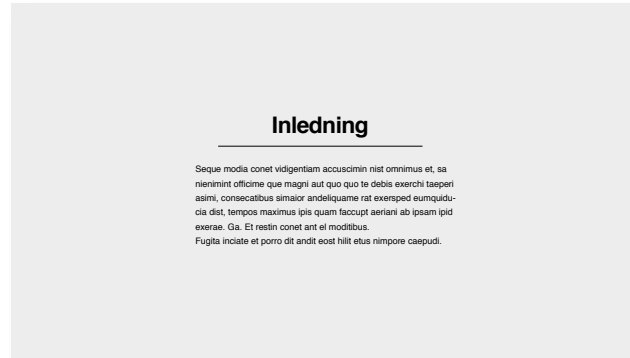 Inledning
Seque modia conet vidigentiam accuscimin nist omnimus et, sa
nienimint officime que magni aut quo quo te debis exerchi taeperi
asimi, consecatibus simaior andeliquame rat exersped eumquidu-
cia dist, tempos maximus ipis quam faccupt aeriani ab ipsam ipid
exerae. Ga. Et restin conet ant el moditibus.
Fugita inciate et porro dit andit eost hilit etus nimpore caepudi.